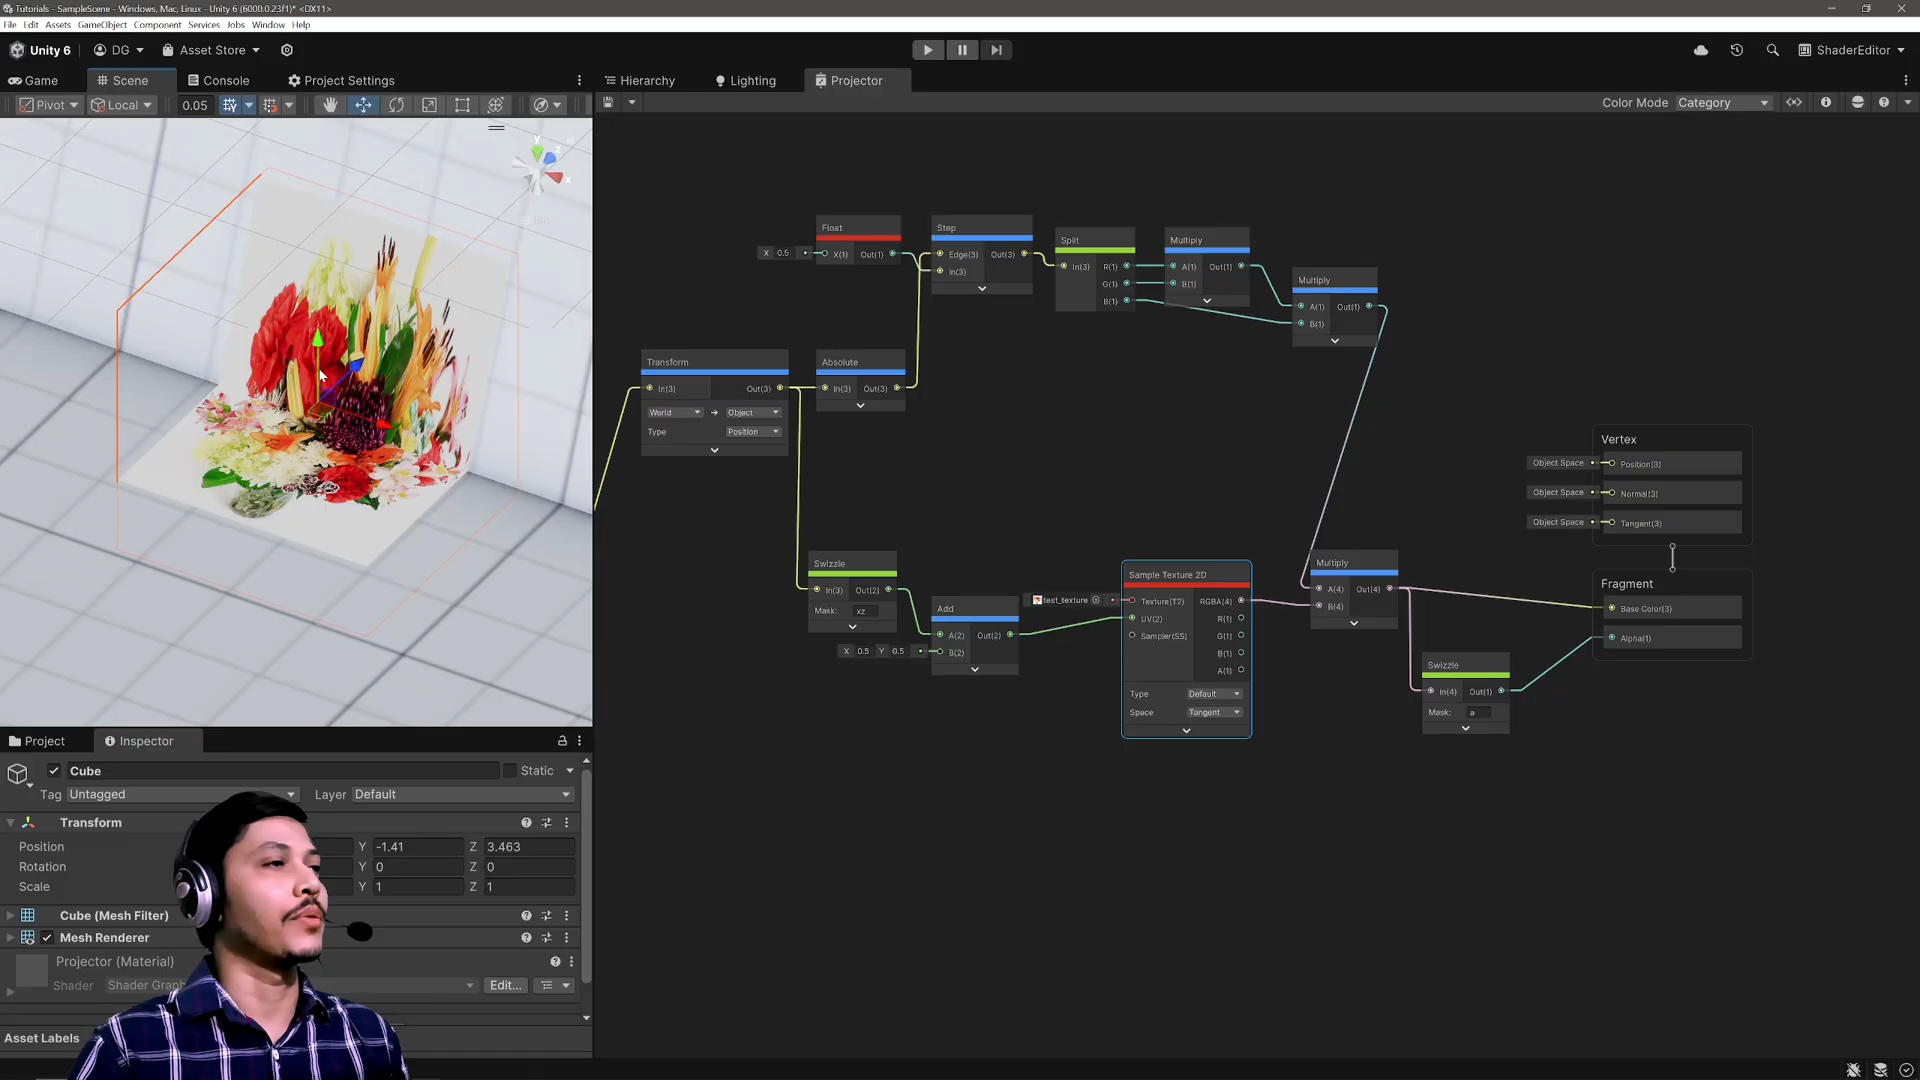 Tutorials - SampleScene - Windows, Mac, Linux - Unity 6 (6000.0.23f1)* <DX11>
File Edit Assets GameObject Component Services Jobs Window Help
Unity 6 DG Asset Store ShaderEditor
Game Scene Console Project Settings Hierarchy Lighting Projector
Pivot Local 0.05 Color Mode Category
y z x
Float
X 0.5 X(1) Out(1)
Step
Edge(3) Out(3)
In(3)
Split
In(3) R(1)
G(1)
B(1)
Multiply
A(1) Out(1)
B(1)
Multiply
A(1) Out(1)
B(1)
Transform
In(3) Out(3)
World → Object
Type Position
Absolute
In(3) Out(3)
Vertex
Object Space Position(3)
Object Space Normal(3)
Object Space Tangent(3)
Swizzle
In(3) Out(2)
Mask: xz
Add
A(2) Out(2)
X 0.5 Y 0.5 B(2)
Sample Texture 2D
test_texture Texture(T2) RGBA(4)
UV(2) R(1)
Sampler(SS) G(1)
B(1)
A(1)
Type Default
Space Tangent
Multiply
A(4) Out(4)
B(4)
Fragment
Base Color(3)
Alpha(1)
Swizzle
In(4) Out(1)
Mask: a
Project Inspector
Cube Static
Tag Untagged Layer Default
Transform
Position Y -1.41 Z 3.463
Rotation Y 0 Z 0
Scale Y 1 Z 1
Cube (Mesh Filter)
Mesh Renderer
Projector (Material)
Shader Shader Grap Edit...
Asset Labels